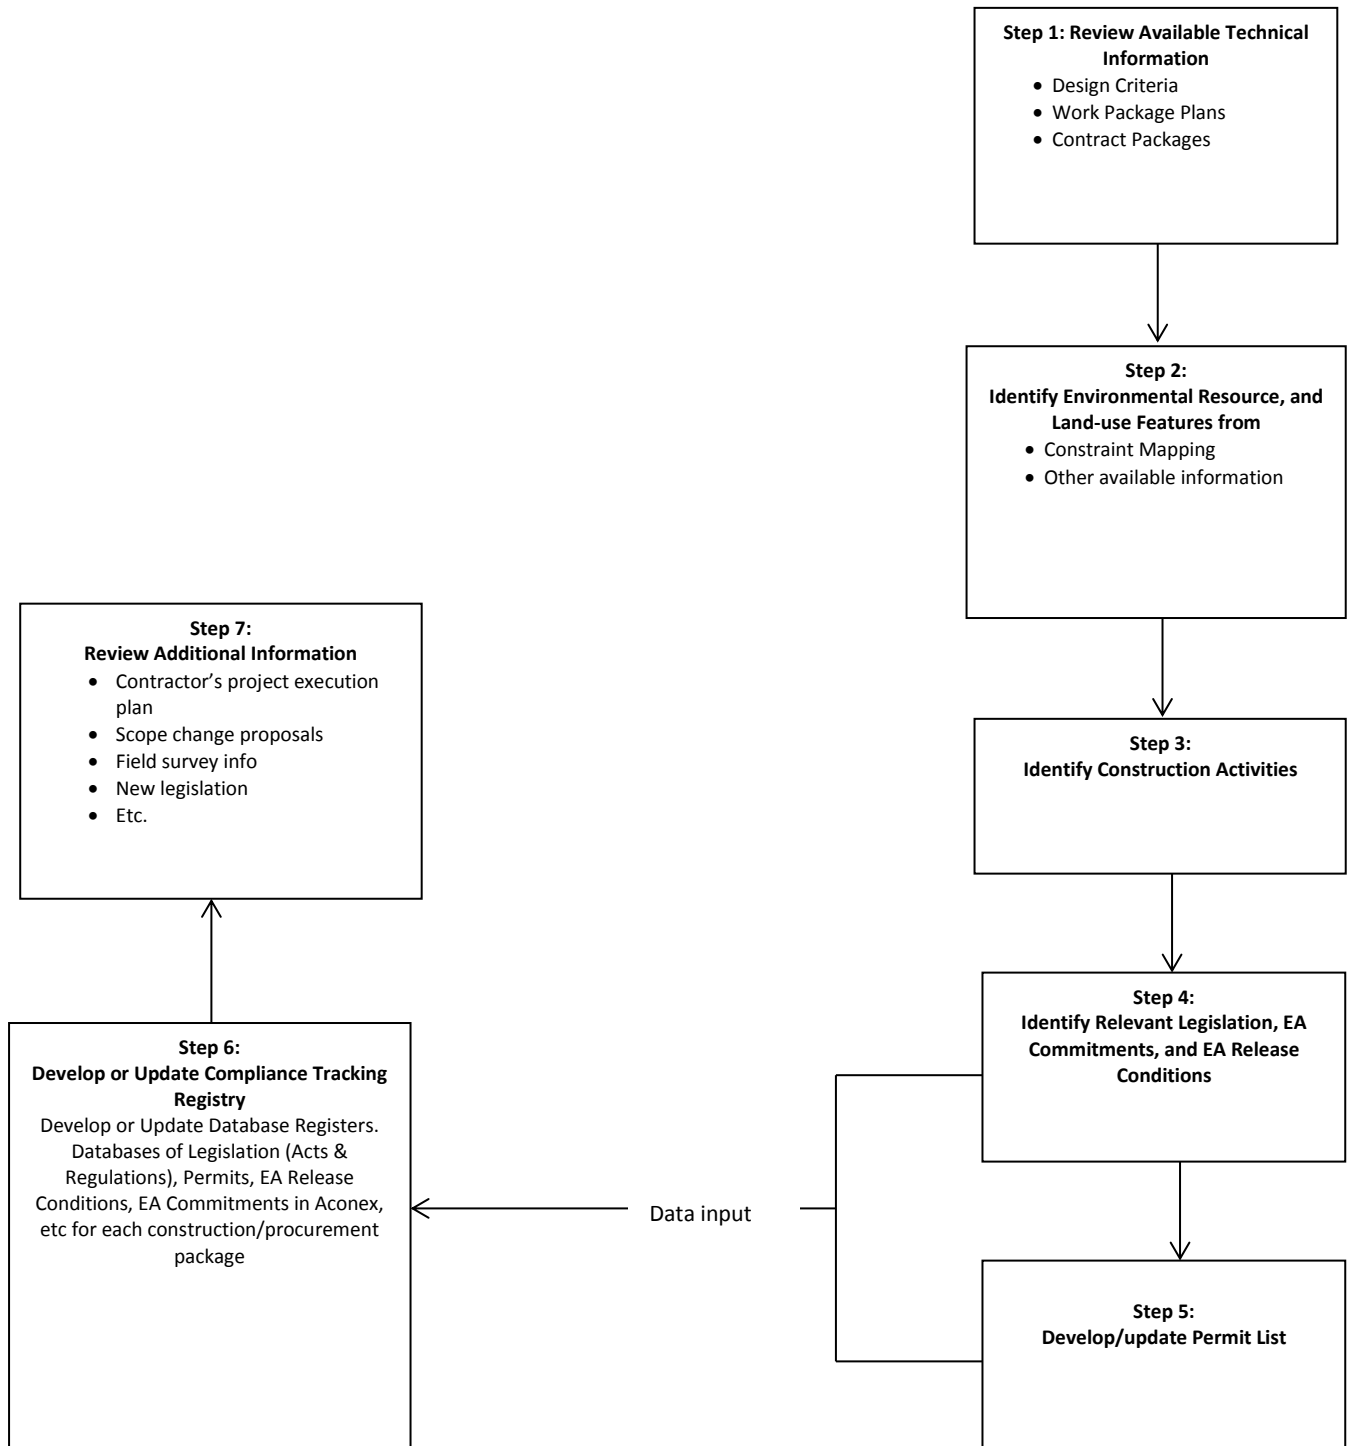 Step 1: Review Available Technical
Information
• Design Criteria
• Work Package Plans
• Contract Packages
Step 2:
Identify Environmental Resource, and
Land-use Features from
• Constraint Mapping
• Other available information
Step 3:
Identify Construction Activities
Step 4:
Identify Relevant Legislation, EA
Commitments, and EA Release
Conditions
Step 5:
Develop/update Permit List
Data input
Step 6:
Develop or Update Compliance Tracking
Registry
Develop or Update Database Registers.
Databases of Legislation (Acts &
Regulations), Permits, EA Release
Conditions, EA Commitments in Aconex,
etc for each construction/procurement
package
Step 7:
Review Additional Information
• Contractor’s project execution
plan
• Scope change proposals
• Field survey info
• New legislation
• Etc.